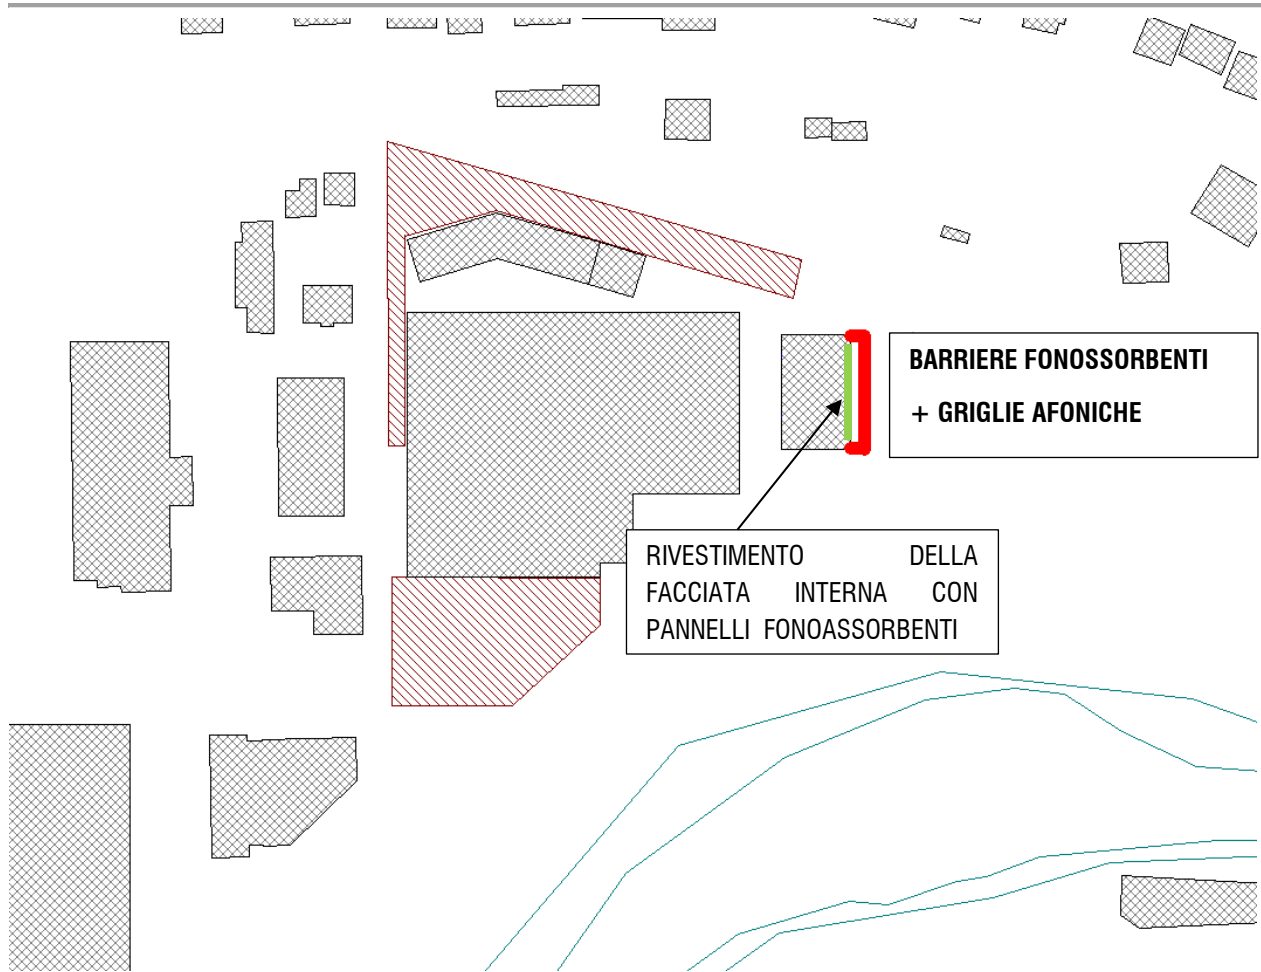 BARRIERE FONOSSORBENTI
+ GRIGLIE AFONICHE
RIVESTIMENTO DELLA
FACCIATA INTERNA CON
PANNELLI FONOASSORBENTI